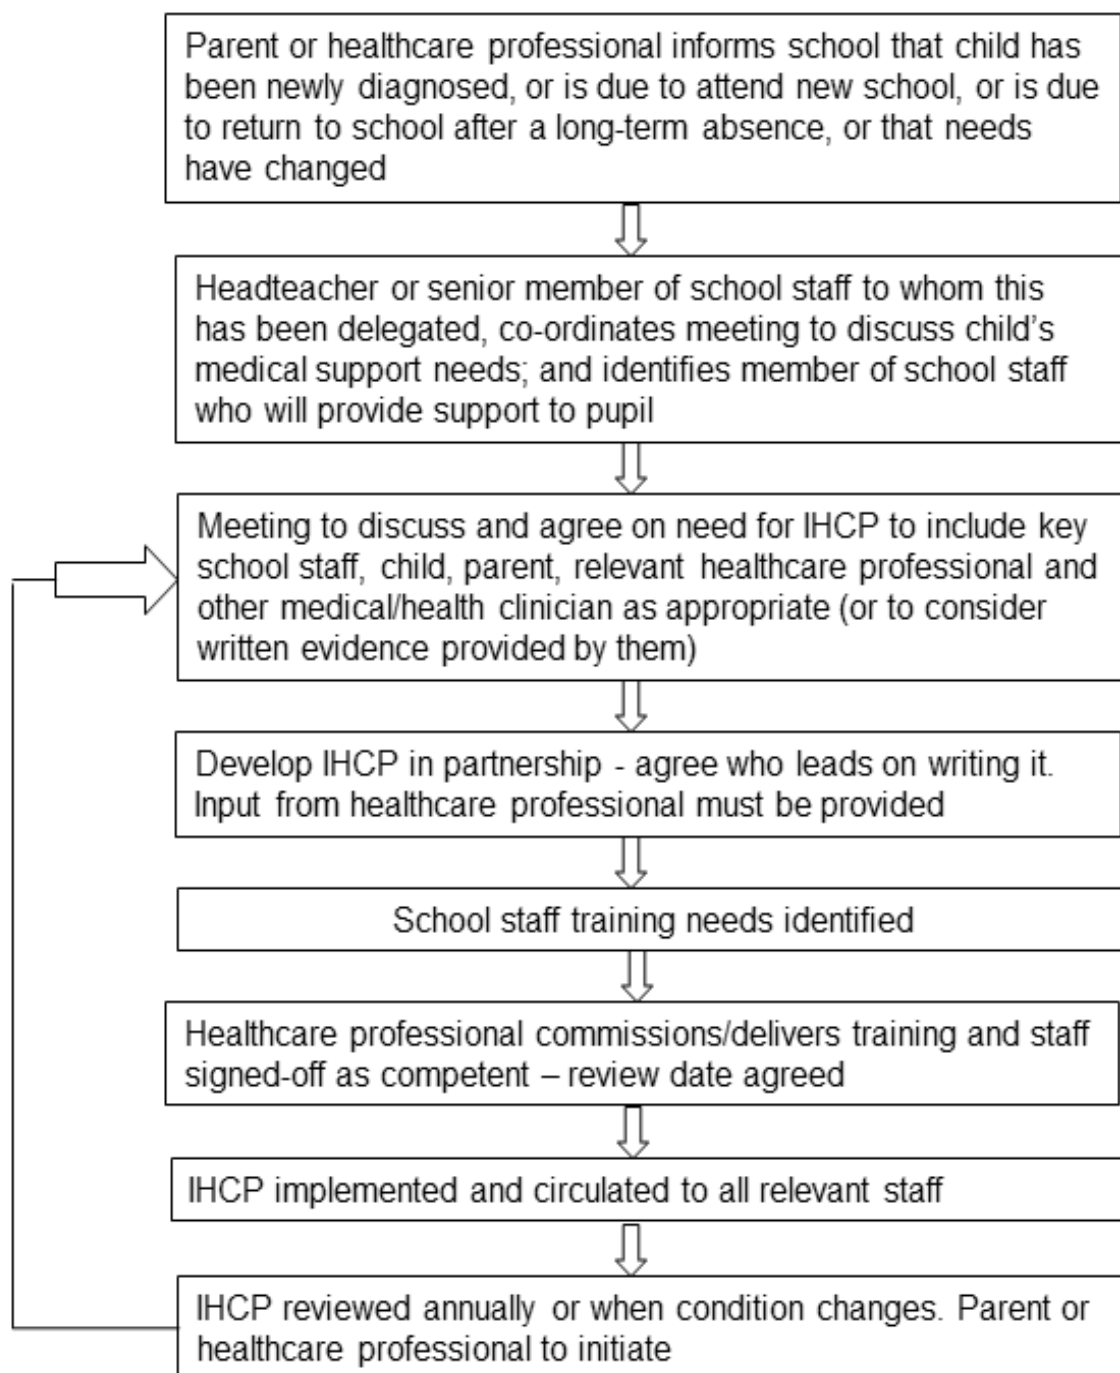 Parent or healthcare professional informs school that child has
been newly diagnosed, or is due to attend new school, or is due
to return to school after a long-term absence, or that needs
have changed
Headteacher or senior member of school staff to whom this
has been delegated, co-ordinates meeting to discuss child's
medical support needs; and identifies member of school staff
who will provide support to pupil
Meeting to discuss and agree on need for IHCP to include key
school staff, child, parent, relevant healthcare professional and
other medical/health clinician as appropriate (or to consider
written evidence provided by them)
Develop IHCP in partnership - agree who leads on writing it.
Input from healthcare professional must be provided
School staff training needs identified
Healthcare professional commissions/delivers training and staff
signed-off as competent – review date agreed
IHCP implemented and circulated to all relevant staff
IHCP reviewed annually or when condition changes. Parent or
healthcare professional to initiate